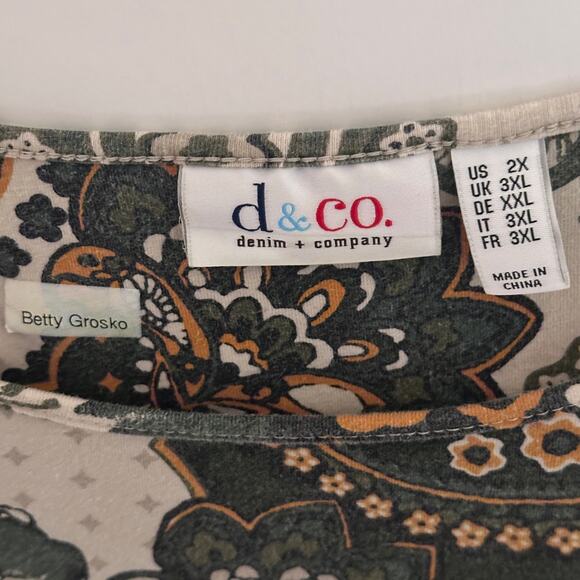 d&co.
denim + company
US 2X
UK 3XL
DE XXL
IT 3XL
FR 3XL
MADE IN
CHINA
Betty Grosko